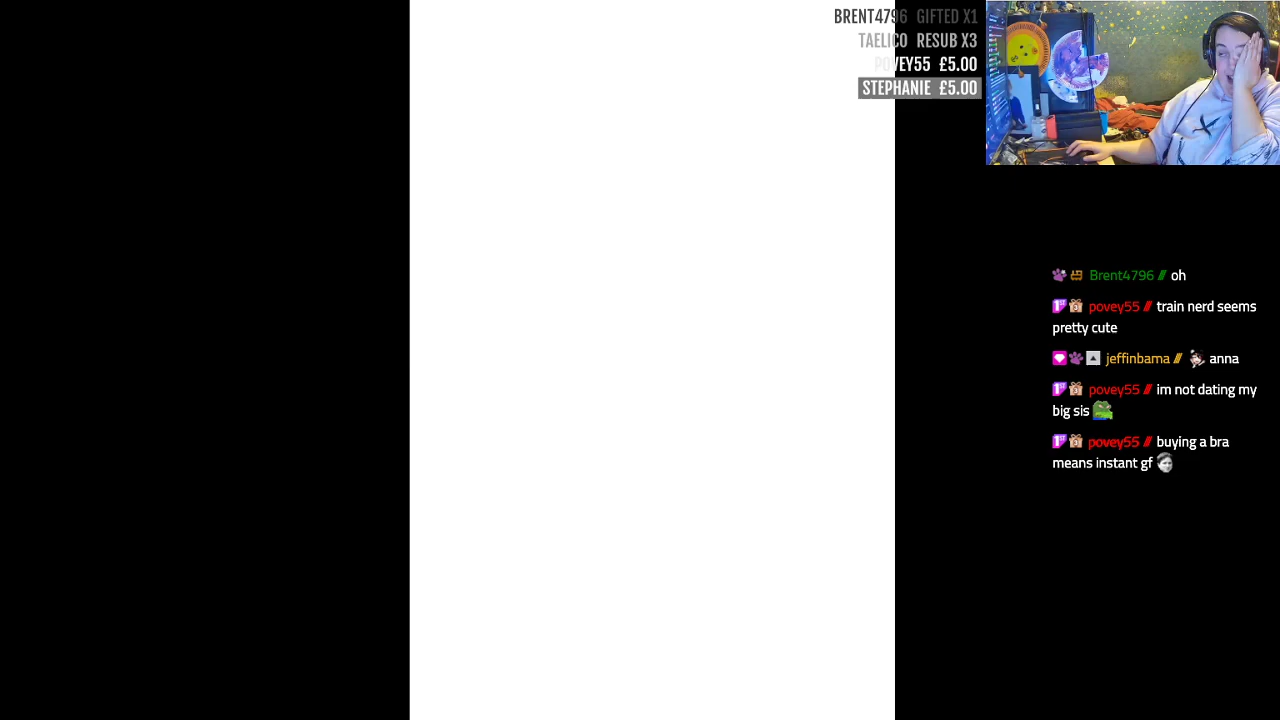 BRENT4796 GIFTED X1
TAELICO RESUB X3
POVEY55 £5.00
STEPHANIE £5.00
Brent4796 /// oh
povey55 /// train nerd seems
pretty cute
jeffinbama /// anna
povey55 /// im not dating my
big sis
povey55 /// buying a bra
means instant gf